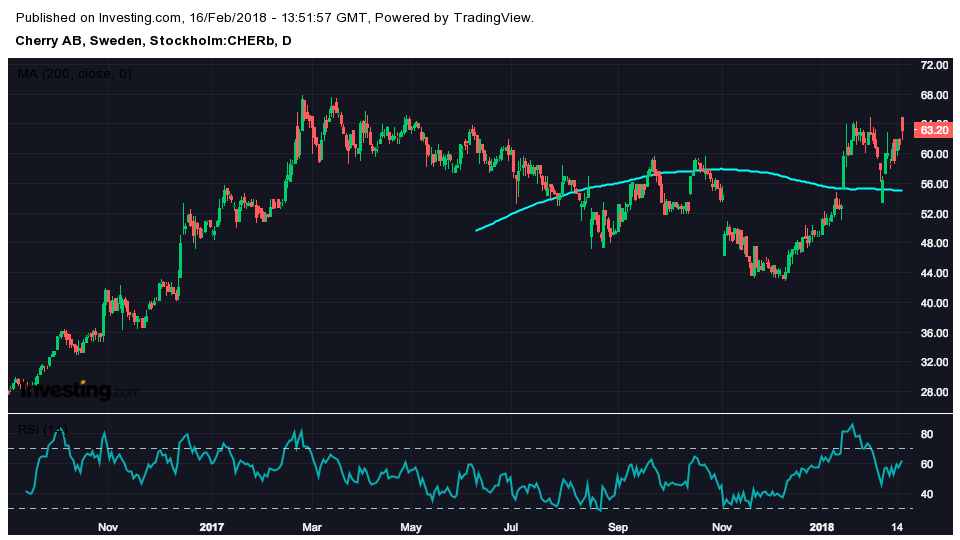 Published on Investing.com, 16/Feb/2018 - 13:51:57 GMT, Powered by TradingView.
Cherry AB, Sweden, Stockholm:CHERb, D
MA (200, close, 0)
72.00
68.00
63.20
60.00
56.00
52.00
48.00
44.00
40.00
36.00
32.00
28.00
Investing.com
RSI
80
60
40
Nov
2017
Mar
May
Jul
Sep
Nov
2018
14